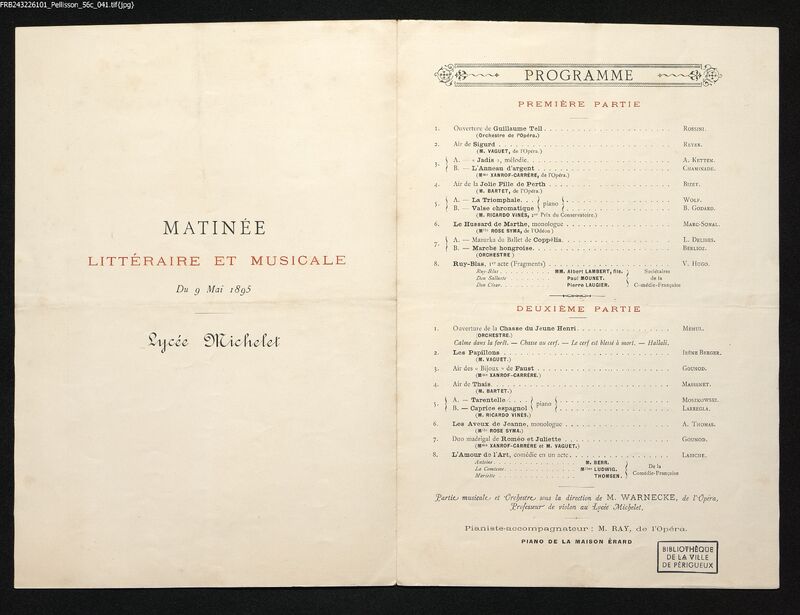 FRB243226101_Pellisson_56c_041.tif(jpg)
MATINÉE
LITTÉRAIRE ET MUSICALE
Du 9 Mai 1895
Lycée Michelet
PROGRAMME
PREMIÈRE PARTIE
1. Ouverture de Guillaume Tell. ROSSINI.
(Orchestre de l'Opéra.)
2. Air de Sigurd REYER.
(M. VAGUET, de l'Opéra.)
3. A. — « Jadis », mélodie. A. KETTEN.
B. — L'Anneau d'argent CHAMINADE.
(Mme XANROF-CARRÈRE, de l'Opéra.)
4. Air de la Jolie Fille de Perth BIZET.
(M. BARTET, de l'Opéra.)
5. A. — La Triomphale. piano WOLF.
B. — Valse chromatique B. GODARD.
(M. RICARDO VINÈS, 1er Prix du Conservatoire.)
6. Le Hussard de Marthe, monologue MARC-SONAL.
(Mlle ROSE SYMA, de l'Odéon)
7. A. — Mazurka du Ballet de Coppélia. L. DELIBES.
B. — Marche hongroise. BERLIOZ.
(ORCHESTRE)
8. Ruy-Blas, 1er acte (Fragments) V. HUGO.
Ruy-Blas MM. Albert LAMBERT, fils. Sociétaires
Don Salluste Paul MOUNET. de la
Don César. Pierre LAUGIER. Comédie-Française
DEUXIÈME PARTIE
1. Ouverture de la Chasse du Jeune Henri. MÉHUL.
(ORCHESTRE.)
Calme dans la forêt. — Chasse au cerf. — Le cerf est blessé à mort. — Hallali.
2. Les Papillons IRÈNE BERGER.
(M. VAGUET.)
3. Air des « Bijoux » de Faust GOUNOD.
(Mme XANROF-CARRÈRE.)
4. Air de Thaïs. MASSENET.
(M. BARTET.)
5. A. — Tarentelle piano MOSZKOWSKI.
B. — Caprice espagnol LARREGLA.
(M. RICARDO VINÈS.)
6. Les Aveux de Jeanne, monologue A. THOMAS.
(Mlle ROSE SYMA.)
7. Duo madrigal de Roméo et Juliette GOUNOD.
(Mme XANROF-CARRÈRE et M. VAGUET.)
8. L'Amour de l'Art, comédie en un acte. LABICHE.
Antoine M. BERR. De la
La Comtesse. Mlles LUDWIG. Comédie-Française
Mariette THOMSEN.
Partie musicale et Orchestre sous la direction de M. WARNECKE, de l'Opéra,
Professeur de violon au Lycée Michelet.
Pianiste-accompagnateur : M. RAY, de l'Opéra.
PIANO DE LA MAISON ÉRARD
BIBLIOTHÈQUE
DE LA VILLE
DE PÉRIGUEUX